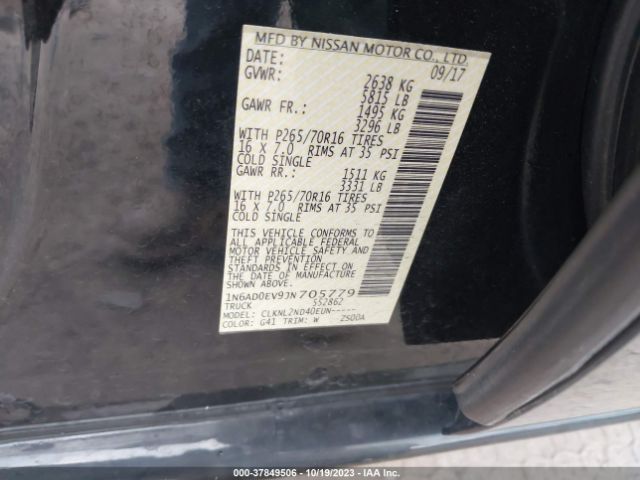 MFD BY NISSAN MOTOR CO., LTD.
DATE: 09/17
GVWR: 2638 KG
5815 LB
GAWR FR.: 1495 KG
3296 LB
WITH P265/70R16 TIRES
16 X 7.0 RIMS AT 35 PSI
COLD SINGLE
GAWR RR.: 1511 KG
3331 LB
WITH P265/70R16 TIRES
16 X 7.0 RIMS AT 35 PSI
COLD SINGLE
THIS VEHICLE CONFORMS TO
ALL APPLICABLE FEDERAL
MOTOR VEHICLE SAFETY AND
THEFT PREVENTION
STANDARDS IN EFFECT ON
THE DATE OF MANUFACTURE
SHOWN ABOVE.
1N6AD0EV9JN705779
TRUCK 552862
MODEL: CLKNL2ND40EUN-----
COLOR: G41 TRIM: W ZS00A
000-37849506 - 10/19/2023 - IAA Inc.